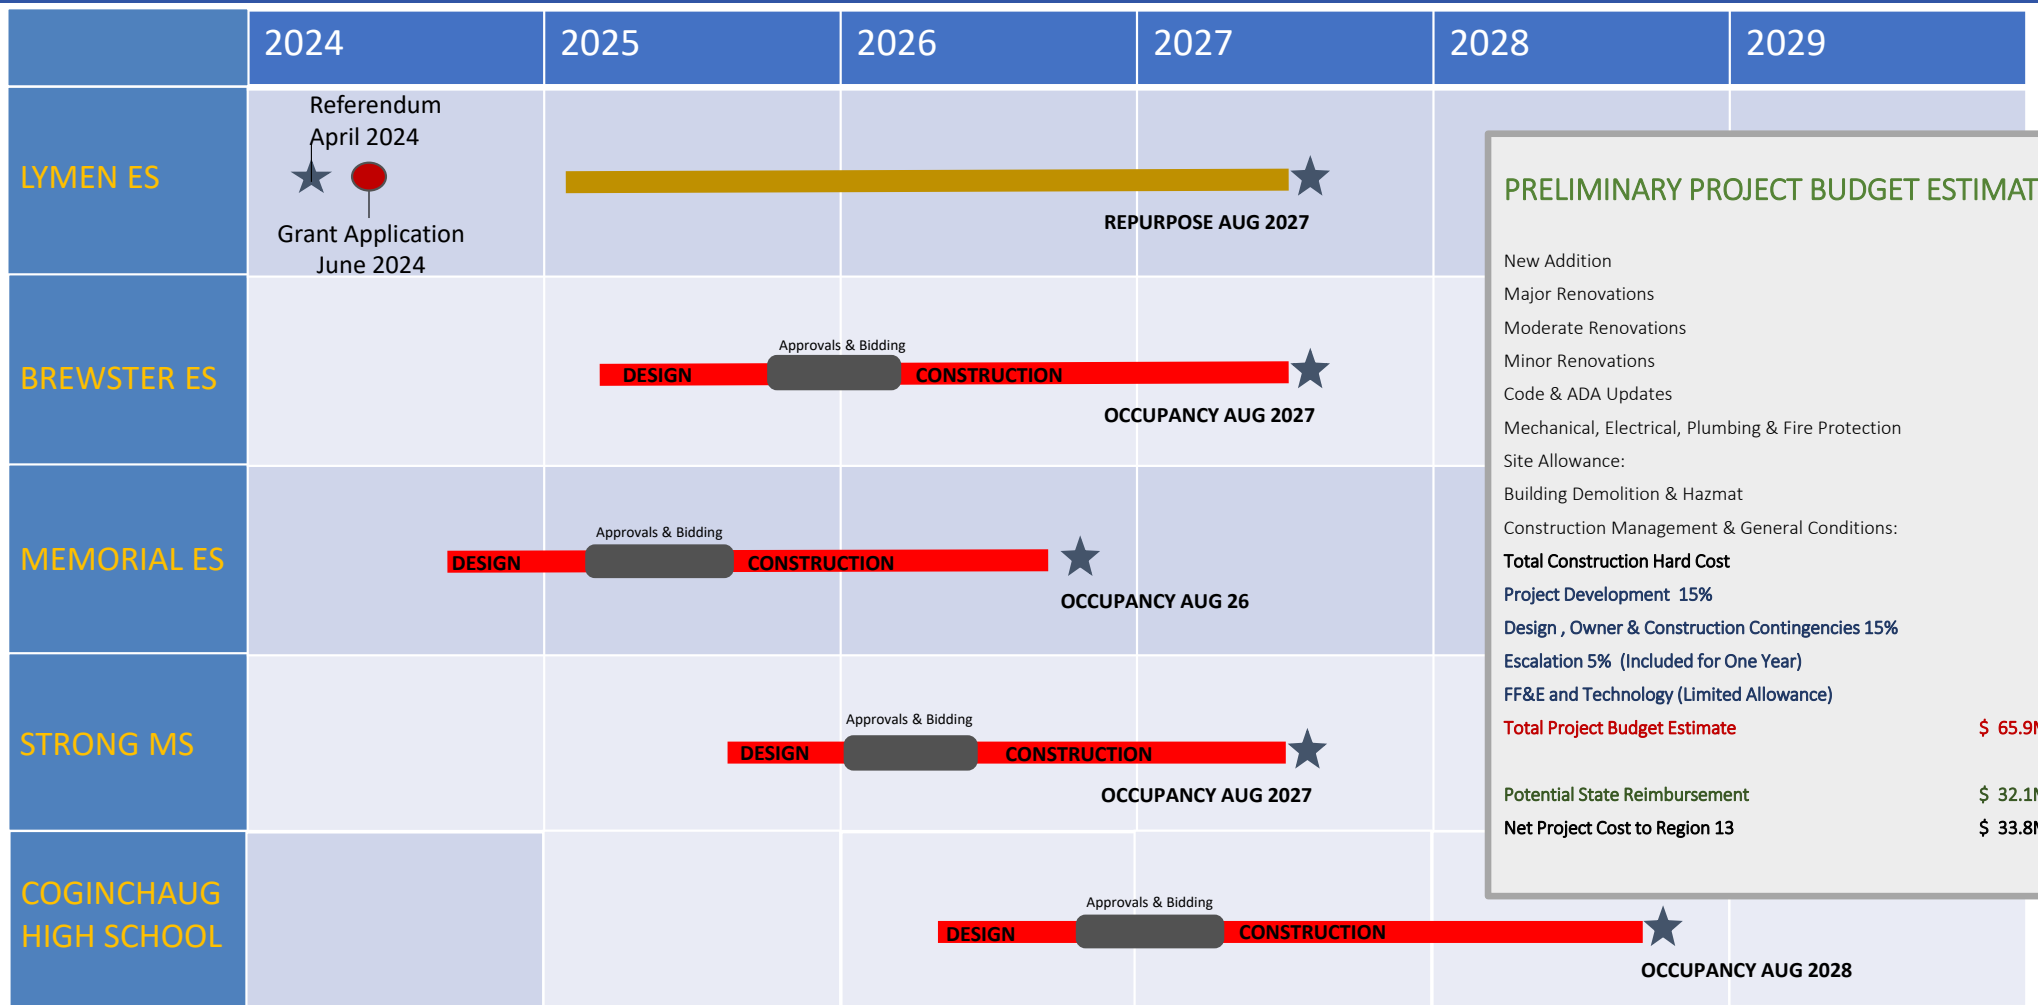 2024 2025 2026 2027 2028 2029
LYMEN ES
Referendum
April 2024
Grant Application
June 2024
REPURPOSE AUG 2027
BREWSTER ES
Approvals & Bidding
DESIGN CONSTRUCTION
OCCUPANCY AUG 2027
MEMORIAL ES
Approvals & Bidding
DESIGN CONSTRUCTION
OCCUPANCY AUG 26
STRONG MS
Approvals & Bidding
DESIGN CONSTRUCTION
OCCUPANCY AUG 2027
COGINCHAUG
HIGH SCHOOL
Approvals & Bidding
DESIGN CONSTRUCTION
OCCUPANCY AUG 2028
PRELIMINARY PROJECT BUDGET ESTIMAT
New Addition
Major Renovations
Moderate Renovations
Minor Renovations
Code & ADA Updates
Mechanical, Electrical, Plumbing & Fire Protection
Site Allowance:
Building Demolition & Hazmat
Construction Management & General Conditions:
Total Construction Hard Cost
Project Development 15%
Design , Owner & Construction Contingencies 15%
Escalation 5% (Included for One Year)
FF&E and Technology (Limited Allowance)
Total Project Budget Estimate $ 65.9M
Potential State Reimbursement $ 32.1M
Net Project Cost to Region 13 $ 33.8M